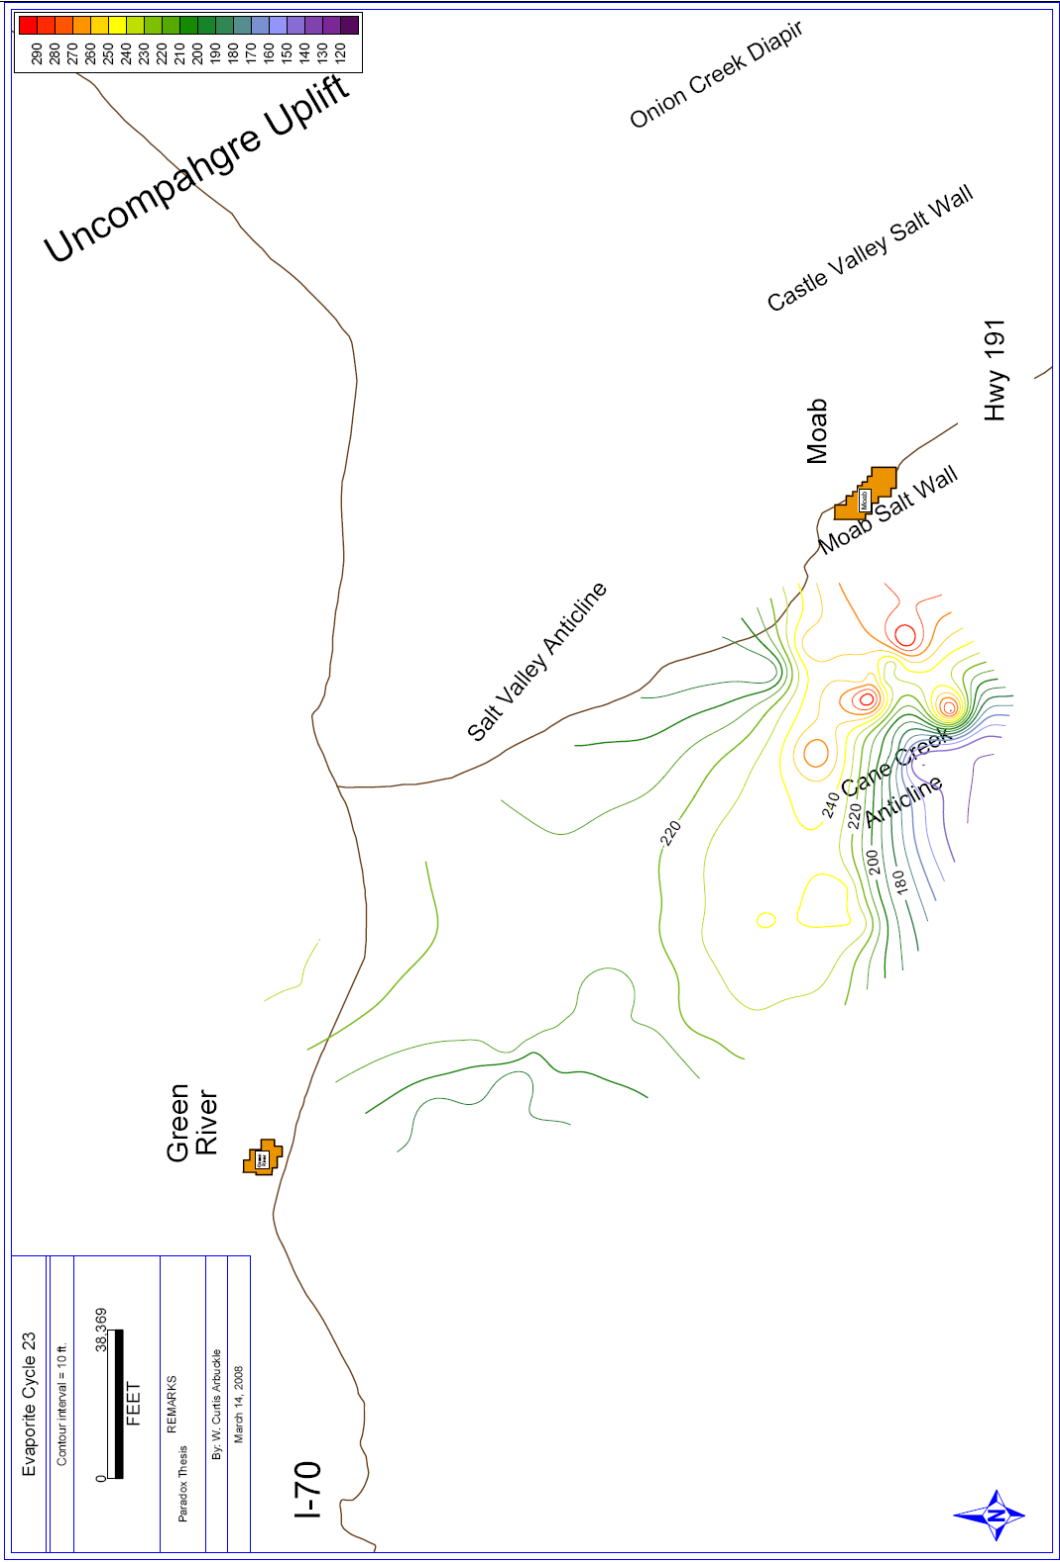 290
280
270
260
250
240
230
220
210
200
190
180
170
160
150
140
130
120
Uncompahgre Uplift
Onion Creek Diapir
Castle Valley Salt Wall
Hwy 191
Moab
Moab
Moab Salt Wall
Salt Valley Anticline
Cane Creek
Anticline
240
220
200
180
220
Green
River
Green
River
I-70
Evaporite Cycle 23
Contour interval = 10 ft.
0
38,369
FEET
REMARKS
Paradox Thesis
By: W. Curtis Arbuckle
March 14, 2008
N